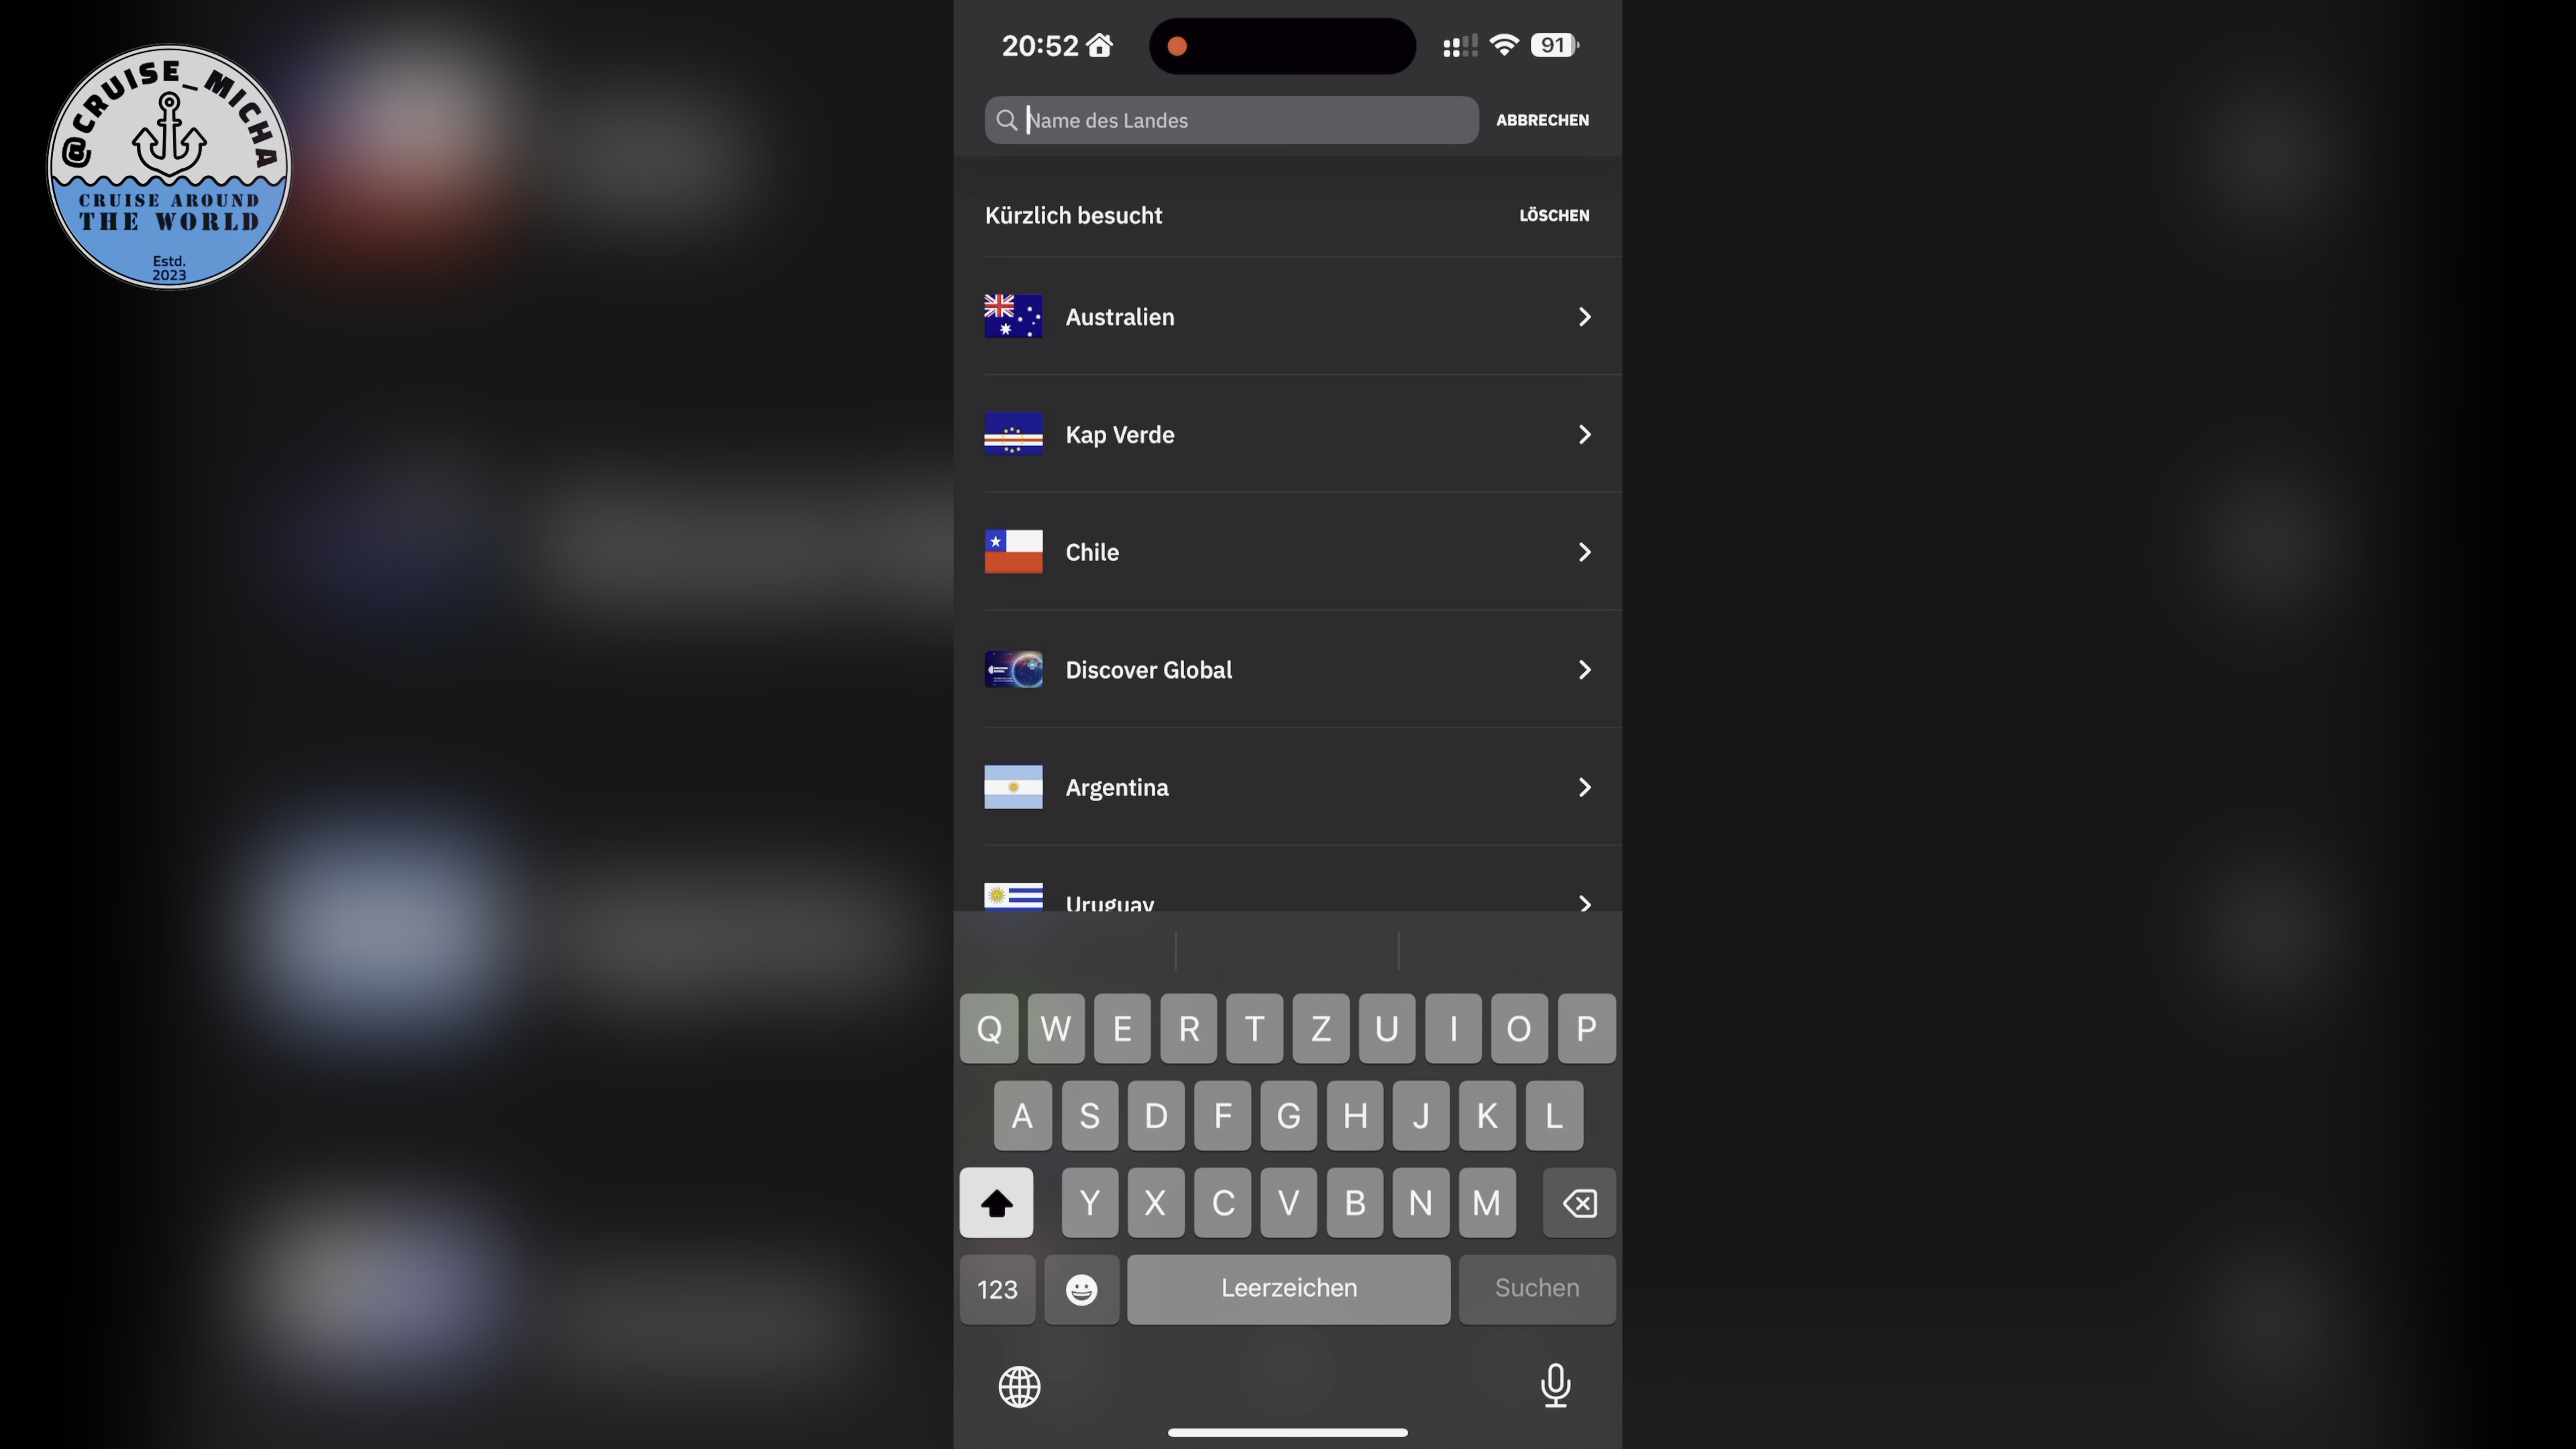 @CRUISE_MICHA
CRUISE AROUND
THE WORLD
Estd.
2023
20:52
91
Name des Landes
ABBRECHEN
Kürzlich besucht
LÖSCHEN
Australien
Kap Verde
Chile
Discover Global
Argentina
Uruguay
Q W E R T Z U I O P
A S D F G H J K L
Y X C V B N M
123
Leerzeichen
Suchen